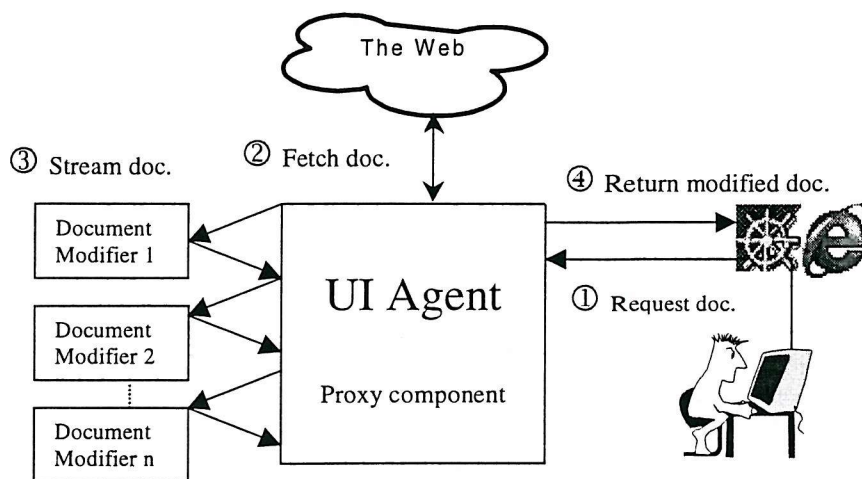 The Web
③ Stream doc.
② Fetch doc.
④ Return modified doc.
Document
Modifier 1
UI Agent
① Request doc.
Document
Modifier 2
Proxy component
Document
Modifier n